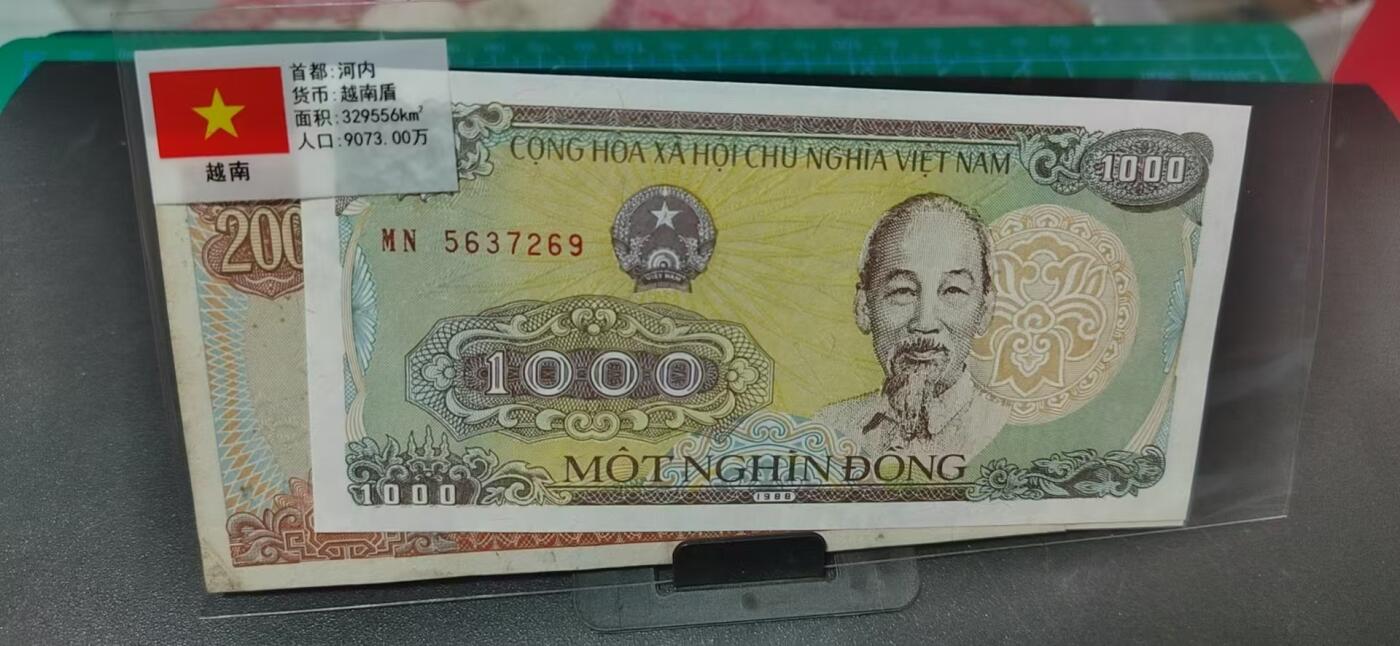 首都:河内
货币:越南盾
面积:329556km²
人口:9073.00万
越南
CỘNG HÒA XÃ HỘI CHỦ NGHĨA VIỆT NAM
1000
200
MN 5637269
VIỆT NAM
1000
MỘT NGHÌN ĐỒNG
1000
1988